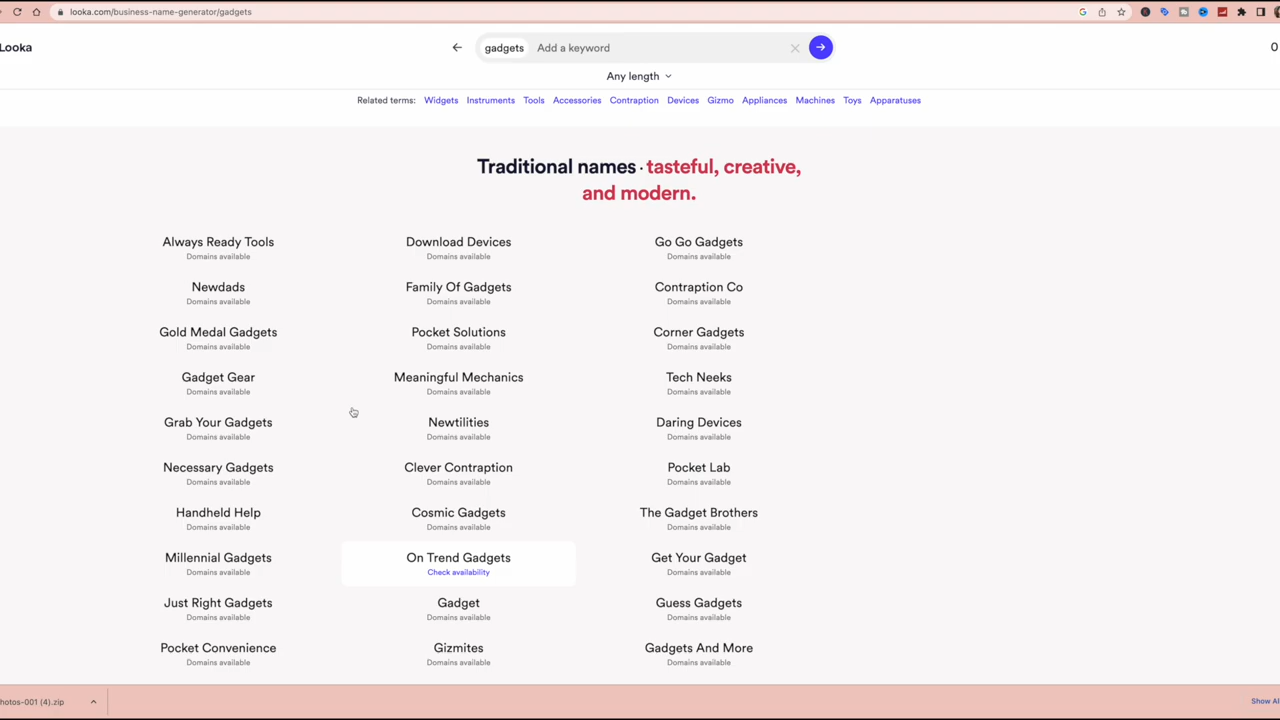 looka.com/business-name-generator/gadgets
Looka
gadgets Add a keyword
0
Any length
Related terms: Widgets Instruments Tools Accessories Contraption Devices Gizmo Appliances Machines Toys Apparatuses
Traditional names · tasteful, creative,
and modern.
Always Ready Tools Download Devices Go Go Gadgets
Domains available Domains available Domains available
Newdads Family Of Gadgets Contraption Co
Domains available Domains available Domains available
Gold Medal Gadgets Pocket Solutions Corner Gadgets
Domains available Domains available Domains available
Gadget Gear Meaningful Mechanics Tech Neeks
Domains available Domains available Domains available
Grab Your Gadgets Newtilities Daring Devices
Domains available Domains available Domains available
Necessary Gadgets Clever Contraption Pocket Lab
Domains available Domains available Domains available
Handheld Help Cosmic Gadgets The Gadget Brothers
Domains available Domains available Domains available
Millennial Gadgets On Trend Gadgets Get Your Gadget
Domains available Check availability Domains available
Just Right Gadgets Gadget Guess Gadgets
Domains available Domains available Domains available
Pocket Convenience Gizmites Gadgets And More
Domains available Domains available Domains available
hotos-001 (4).zip
Show Al